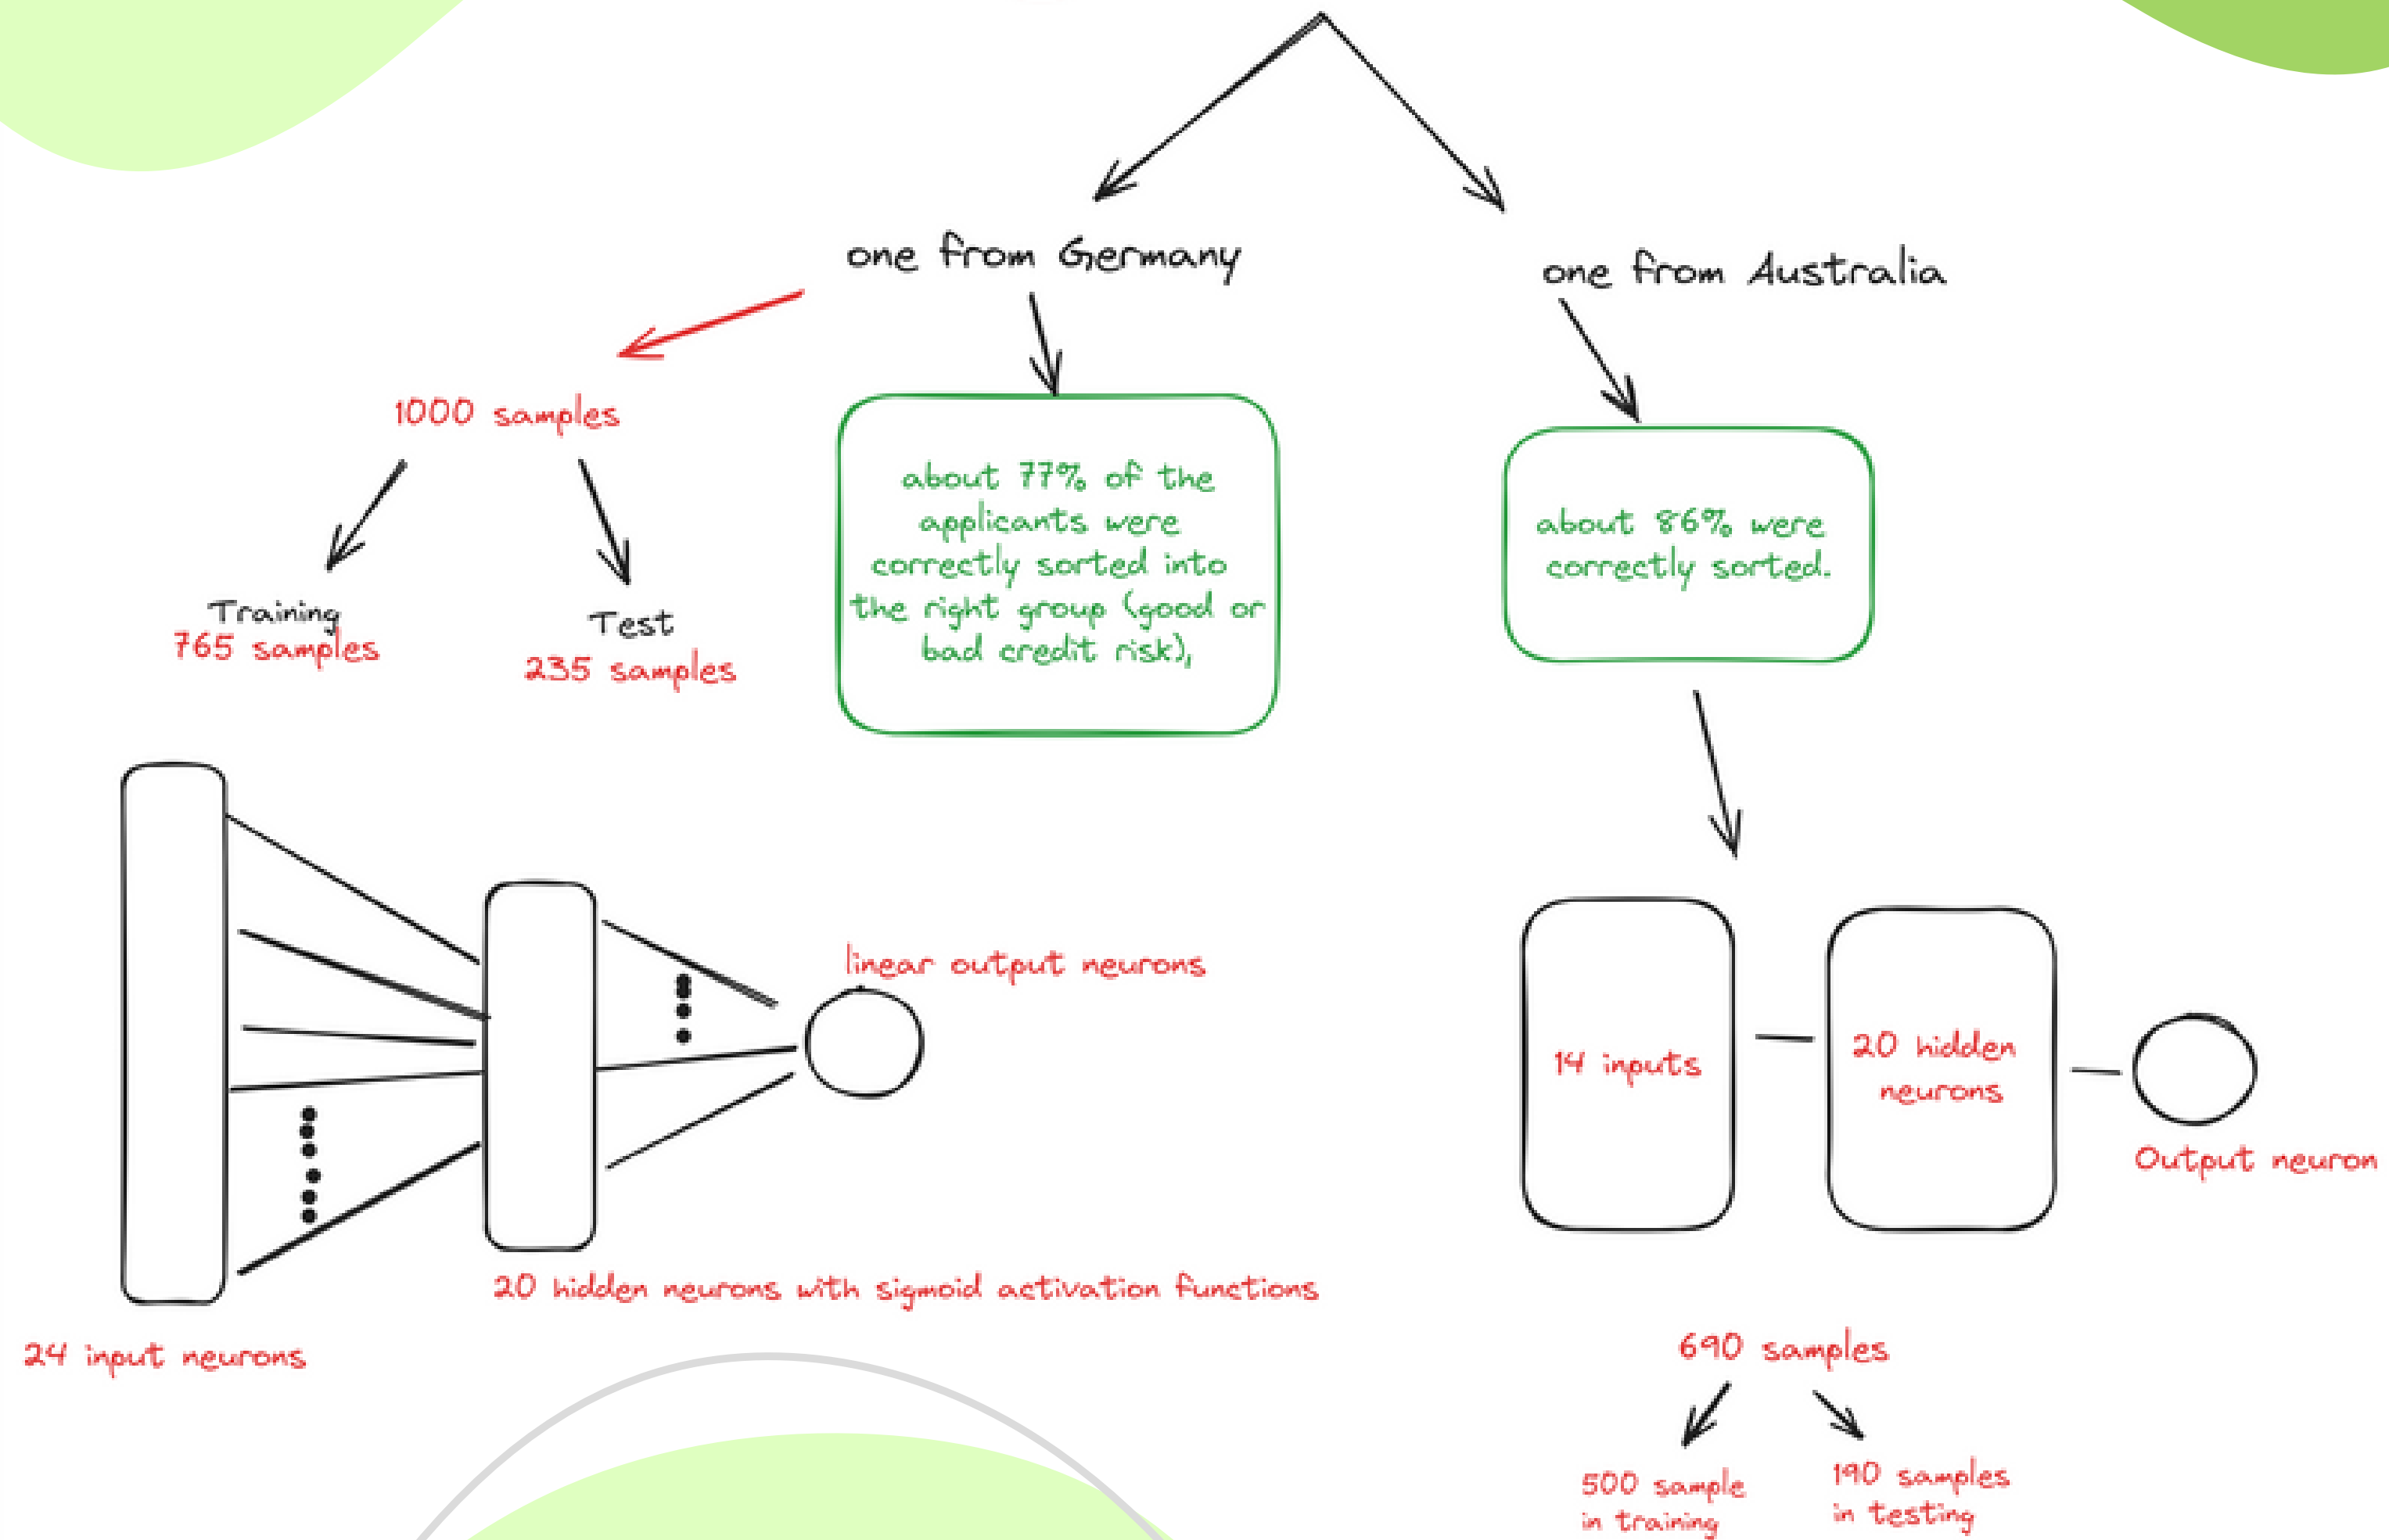 one from Germany
one from Australia
1000 samples
Training
765 samples
Test
235 samples
about 77% of the
applicants were
correctly sorted into
the right group (good or
bad credit risk),
about 86% were
correctly sorted.
linear output neurons
20 hidden neurons with sigmoid activation functions
24 input neurons
14 inputs
20 hidden
neurons
Output neuron
690 samples
500 sample
in training
190 samples
in testing